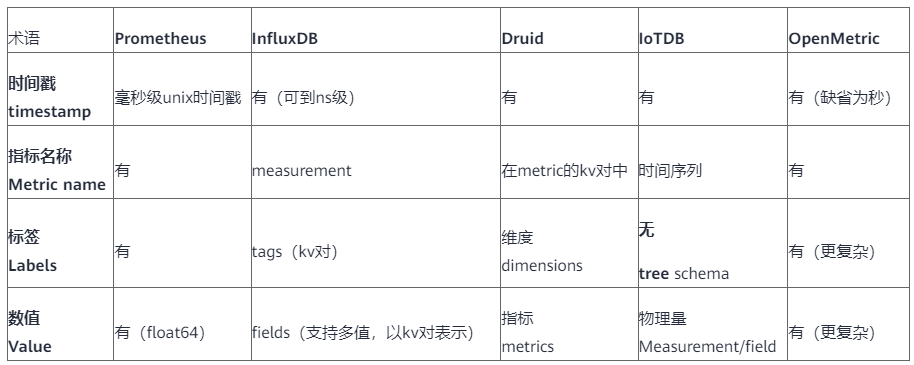 术语 Prometheus InfluxDB Druid IoTDB OpenMetric
时间戳
timestamp
毫秒级unix时间戳
有（可到ns级）
有
有
有（缺省为秒）
指标名称
Metric name
有
measurement
在metric的kv对中
时间序列
有
标签
Labels
有
tags（kv对）
维度
dimensions
无
tree schema
有（更复杂）
数值
Value
有（float64）
fields（支持多值，以kv对表示）
指标
metrics
物理量
Measurement/field
有（更复杂）